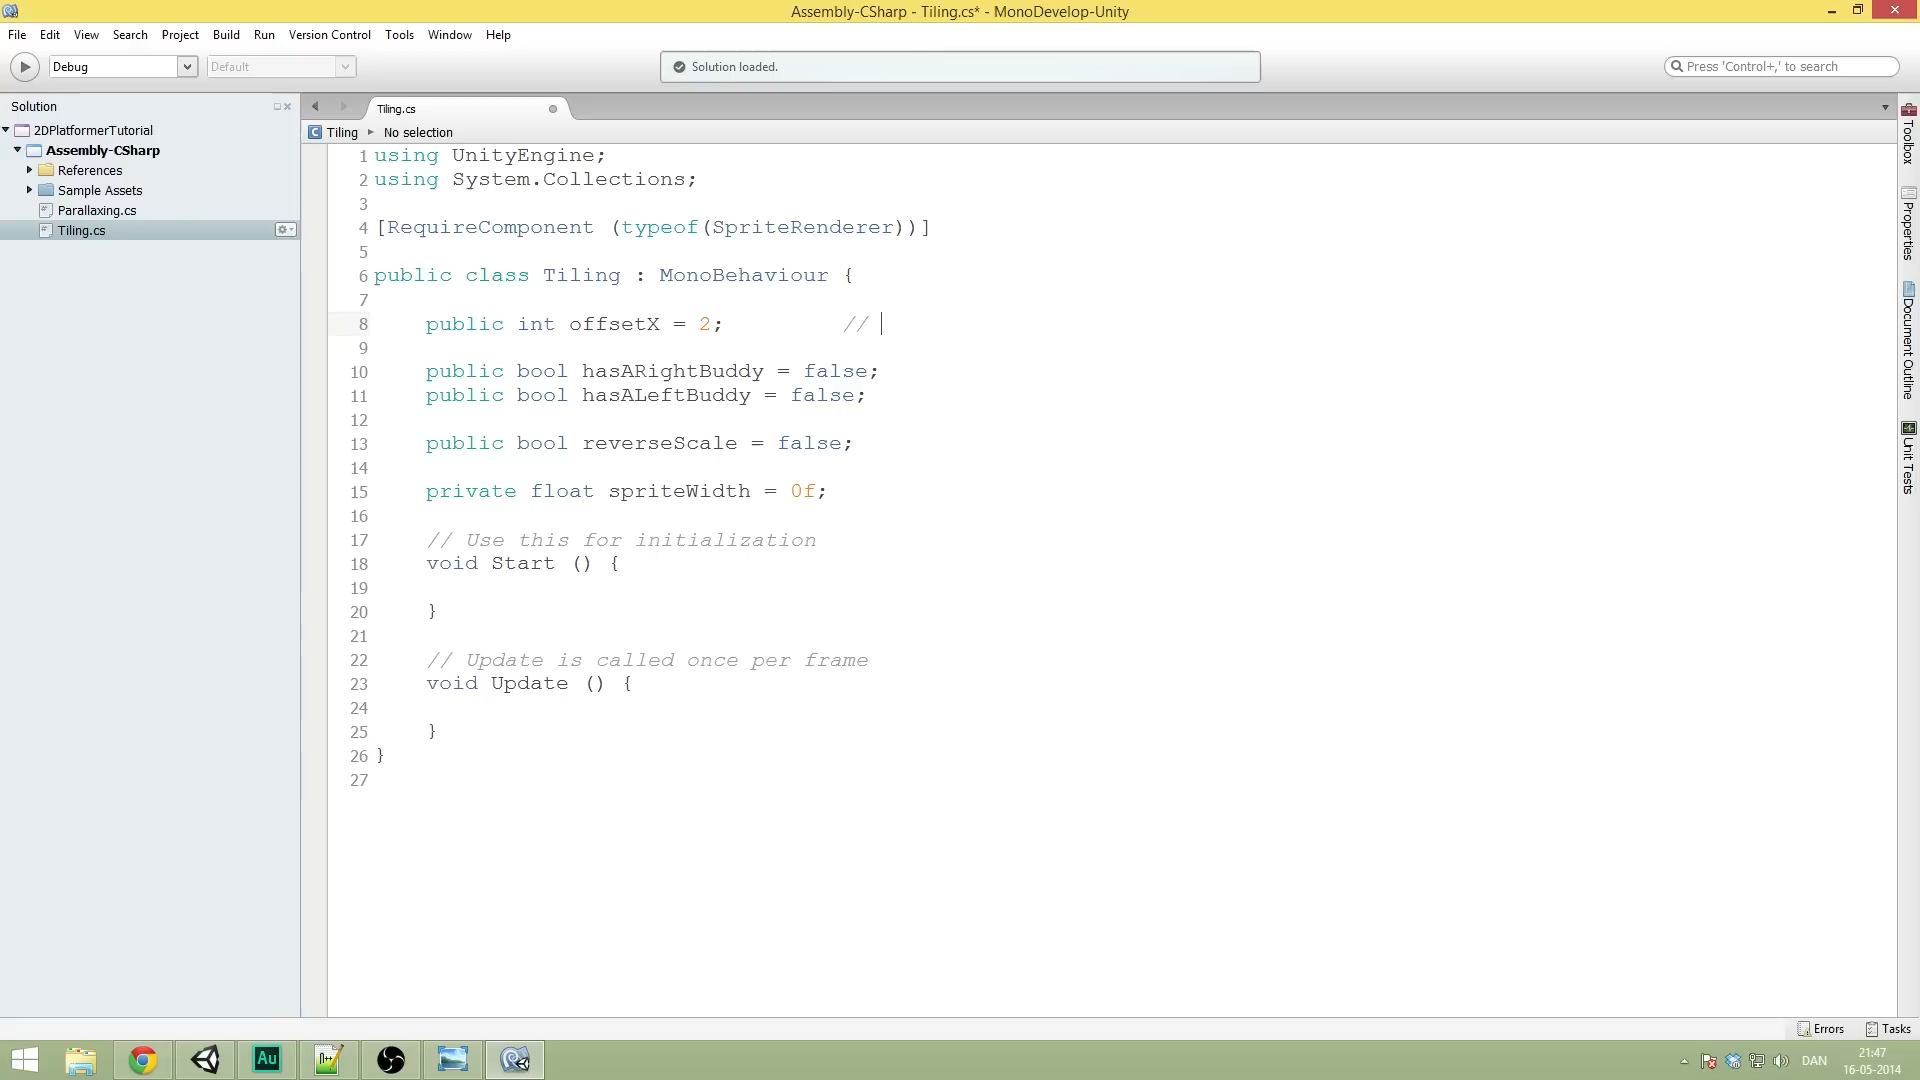 Assembly-CSharp - Tiling.cs* - MonoDevelop-Unity
File Edit View Search Project Build Run Version Control Tools Window Help
Debug Default Solution loaded. Press 'Control+,' to search
Solution
2DPlatformerTutorial
Assembly-CSharp
References
Sample Assets
Parallaxing.cs
Tiling.cs
Tiling.cs
Tiling No selection
1 using UnityEngine;
2 using System.Collections;
3
4 [RequireComponent (typeof(SpriteRenderer))]
5
6 public class Tiling : MonoBehaviour {
7
8 public int offsetX = 2; //
9
10 public bool hasARightBuddy = false;
11 public bool hasALeftBuddy = false;
12
13 public bool reverseScale = false;
14
15 private float spriteWidth = 0f;
16
17 // Use this for initialization
18 void Start () {
19
20 }
21
22 // Update is called once per frame
23 void Update () {
24
25 }
26 }
27
Toolbox
Properties
Document Outline
Unit Tests
Errors Tasks
Au
n++
DAN
21:47
16-05-2014